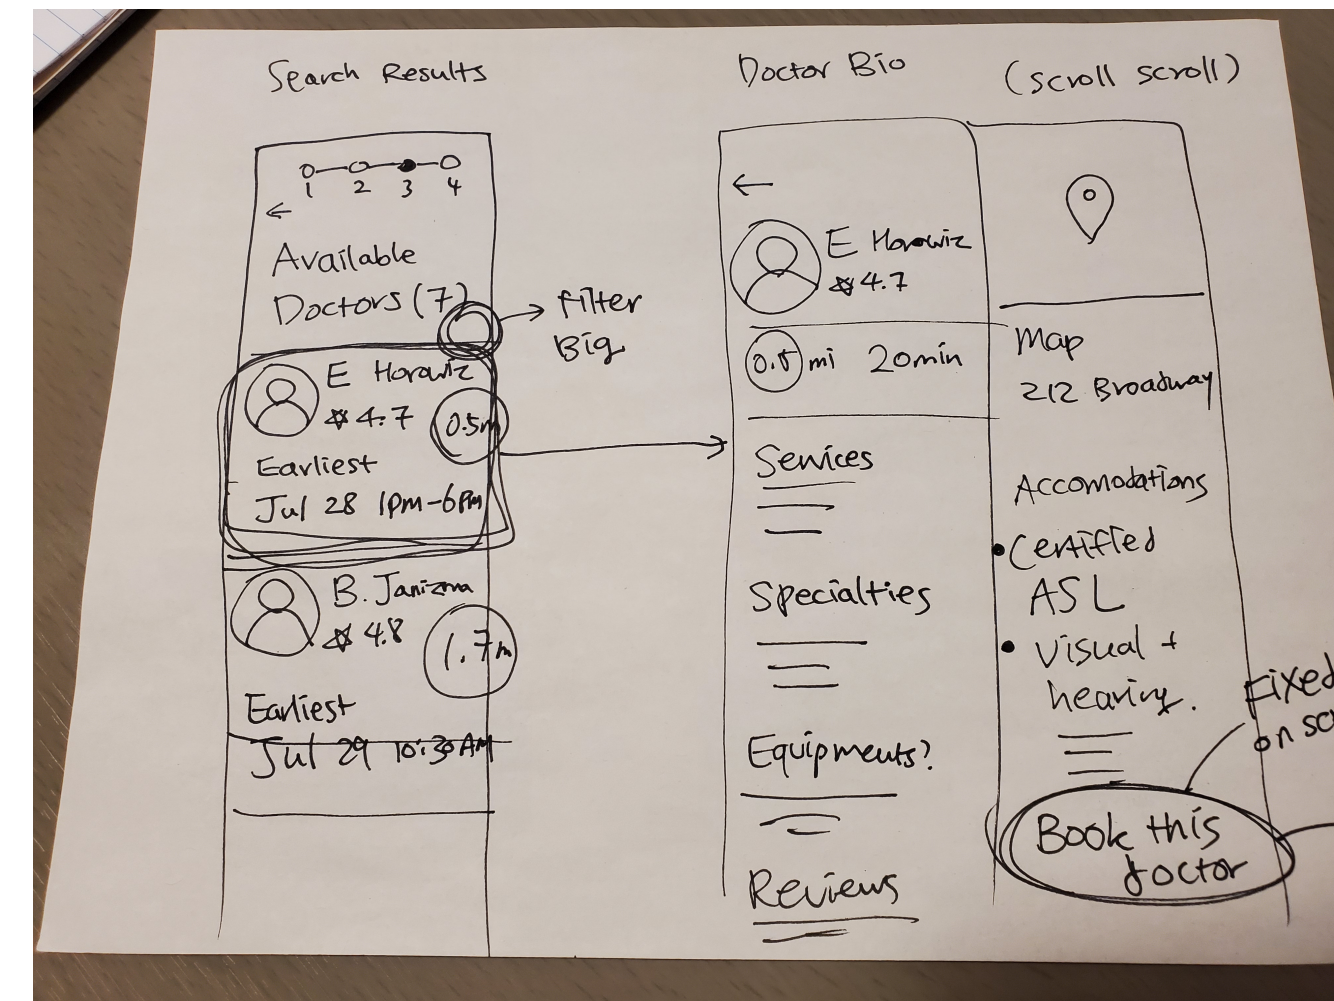 Search Results
1 2 3 4
Available
Doctors (7)
filter
Big
E Horowiz
4.7
0.5m
Earliest
Jul 28 1pm-6pm
B. Janizma
4.8
1.7m
Earliest
Jul 29 10:30AM
Doctor Bio
E Horowiz
4.7
0.5 mi 20min
Services
Specialties
Equipments?
Reviews
(scroll scroll)
Map
212 Broadway
Accomodations
Certified
ASL
Visual +
hearing.
Fixed
on
Book this
doctor